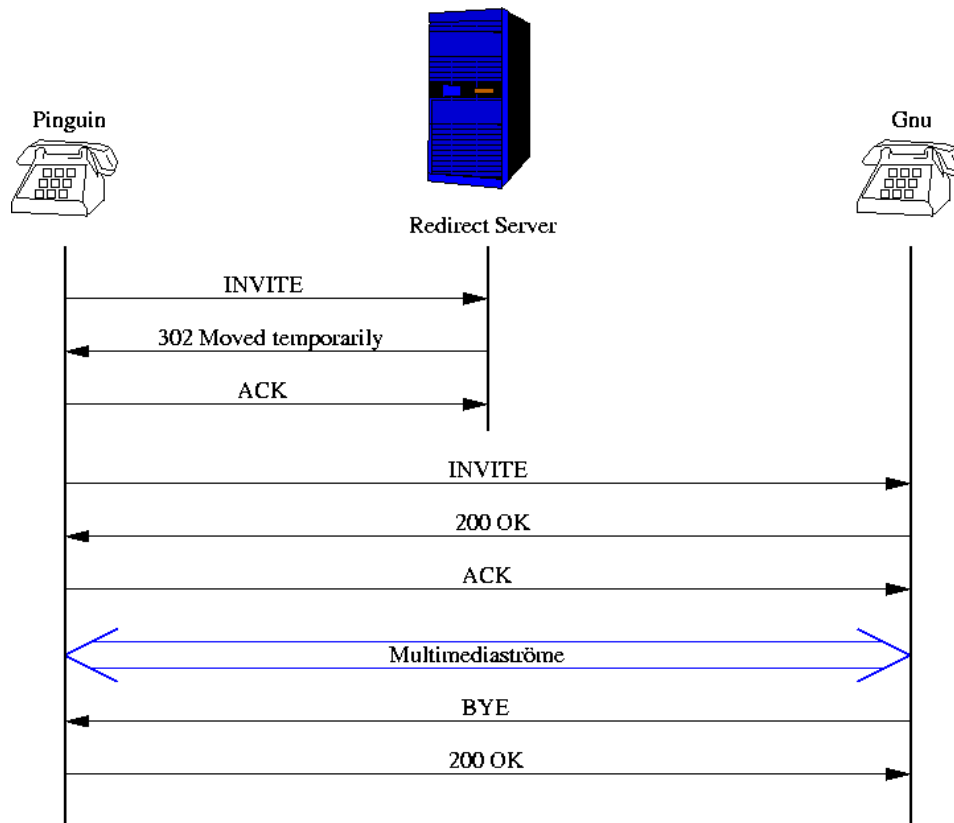 Pinguin
Gnu
Redirect Server
INVITE
302 Moved temporarily
ACK
INVITE
200 OK
ACK
Multimediaströme
BYE
200 OK